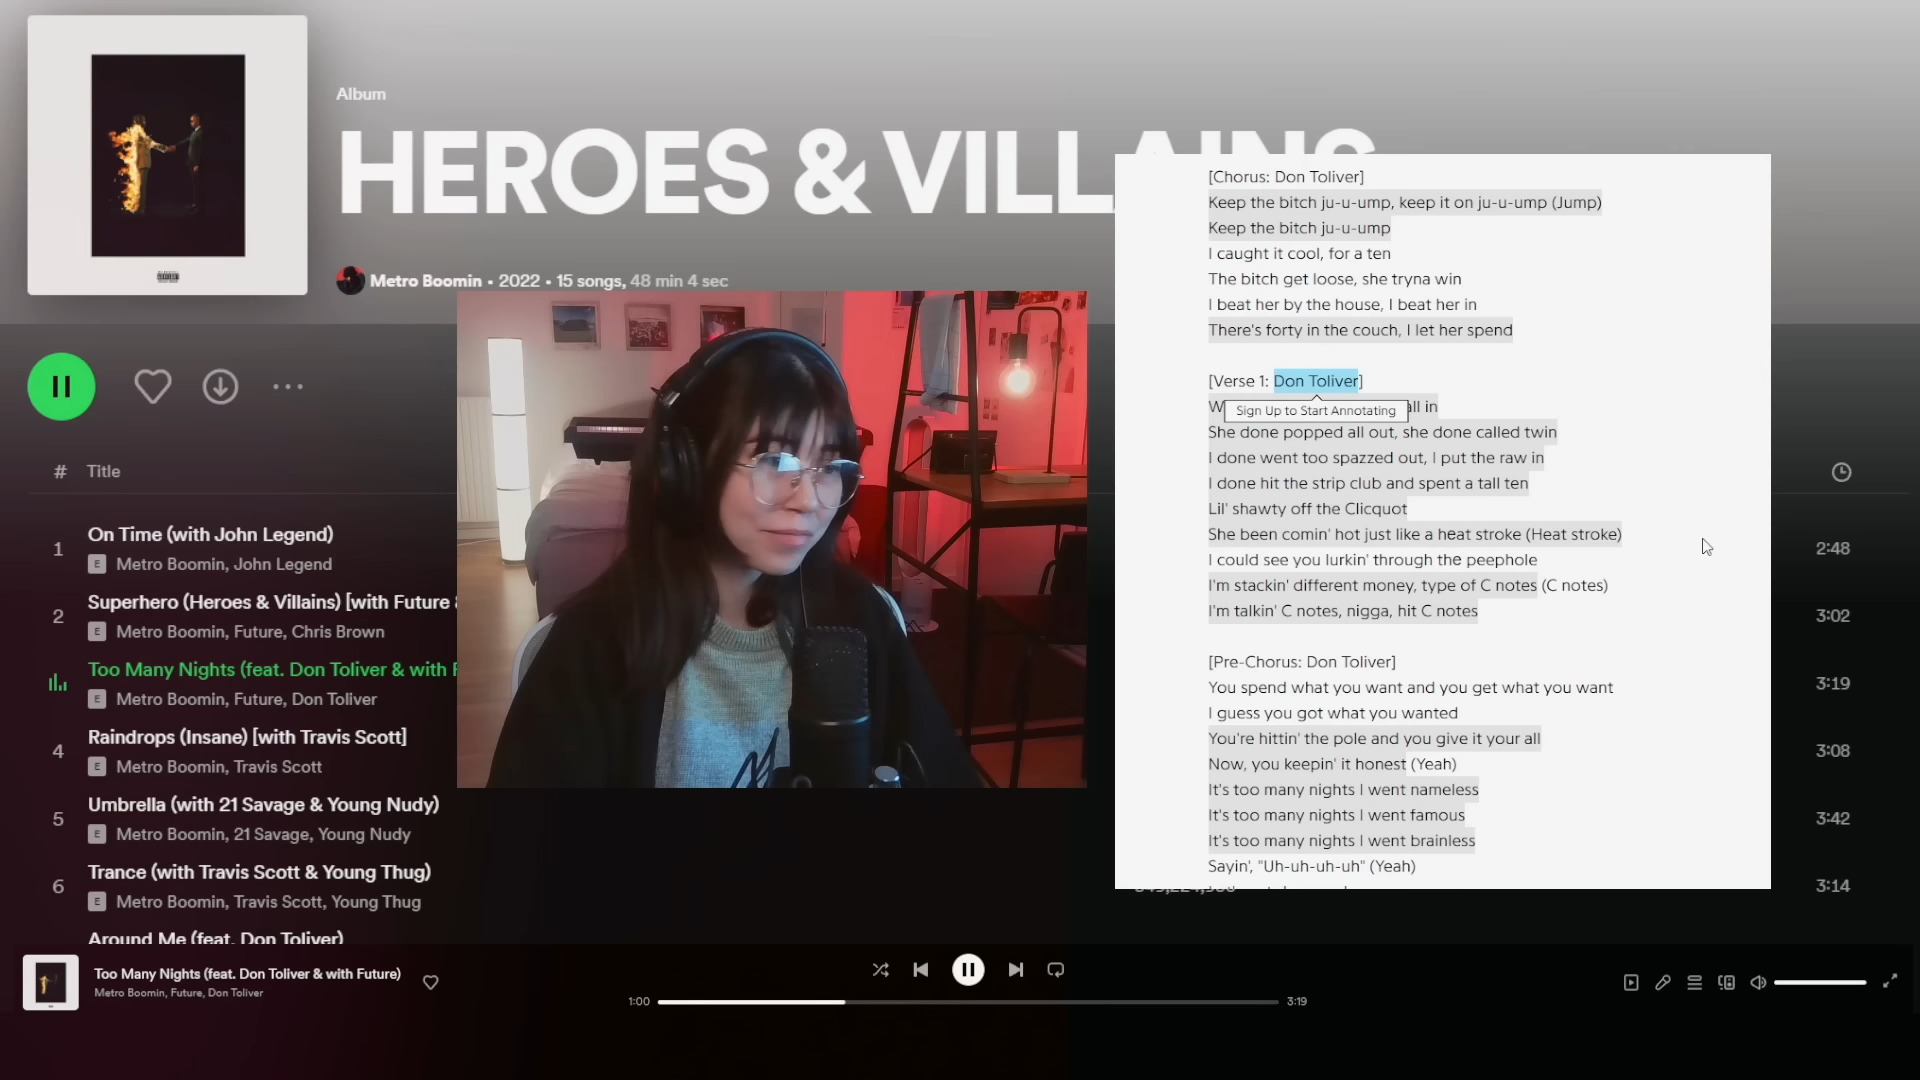 Album
HEROES & VILLAINS
Metro Boomin • 2022 • 15 songs, 48 min 4 sec
# Title
1 On Time (with John Legend) 2:48
E Metro Boomin, John Legend
2 Superhero (Heroes & Villains) [with Future 3:02
E Metro Boomin, Future, Chris Brown
Too Many Nights (feat. Don Toliver & with F 3:19
E Metro Boomin, Future, Don Toliver
4 Raindrops (Insane) [with Travis Scott] 3:08
E Metro Boomin, Travis Scott
5 Umbrella (with 21 Savage & Young Nudy) 3:42
E Metro Boomin, 21 Savage, Young Nudy
6 Trance (with Travis Scott & Young Thug) 3:14
E Metro Boomin, Travis Scott, Young Thug
Around Me (feat. Don Toliver)
[Chorus: Don Toliver]
Keep the bitch ju-u-ump, keep it on ju-u-ump (Jump)
Keep the bitch ju-u-ump
I caught it cool, for a ten
The bitch get loose, she tryna win
I beat her by the house, I beat her in
There's forty in the couch, I let her spend
[Verse 1: Don Toliver]
W all in
Sign Up to Start Annotating
She done popped all out, she done called twin
I done went too spazzed out, I put the raw in
I done hit the strip club and spent a tall ten
Lil' shawty off the Clicquot
She been comin' hot just like a heat stroke (Heat stroke)
I could see you lurkin' through the peephole
I'm stackin' different money, type of C notes (C notes)
I'm talkin' C notes, nigga, hit C notes
[Pre-Chorus: Don Toliver]
You spend what you want and you get what you want
I guess you got what you wanted
You're hittin' the pole and you give it your all
Now, you keepin' it honest (Yeah)
It's too many nights I went nameless
It's too many nights I went famous
It's too many nights I went brainless
Sayin', "Uh-uh-uh-uh" (Yeah)
Too Many Nights (feat. Don Toliver & with Future)
Metro Boomin, Future, Don Toliver
1:00 3:19